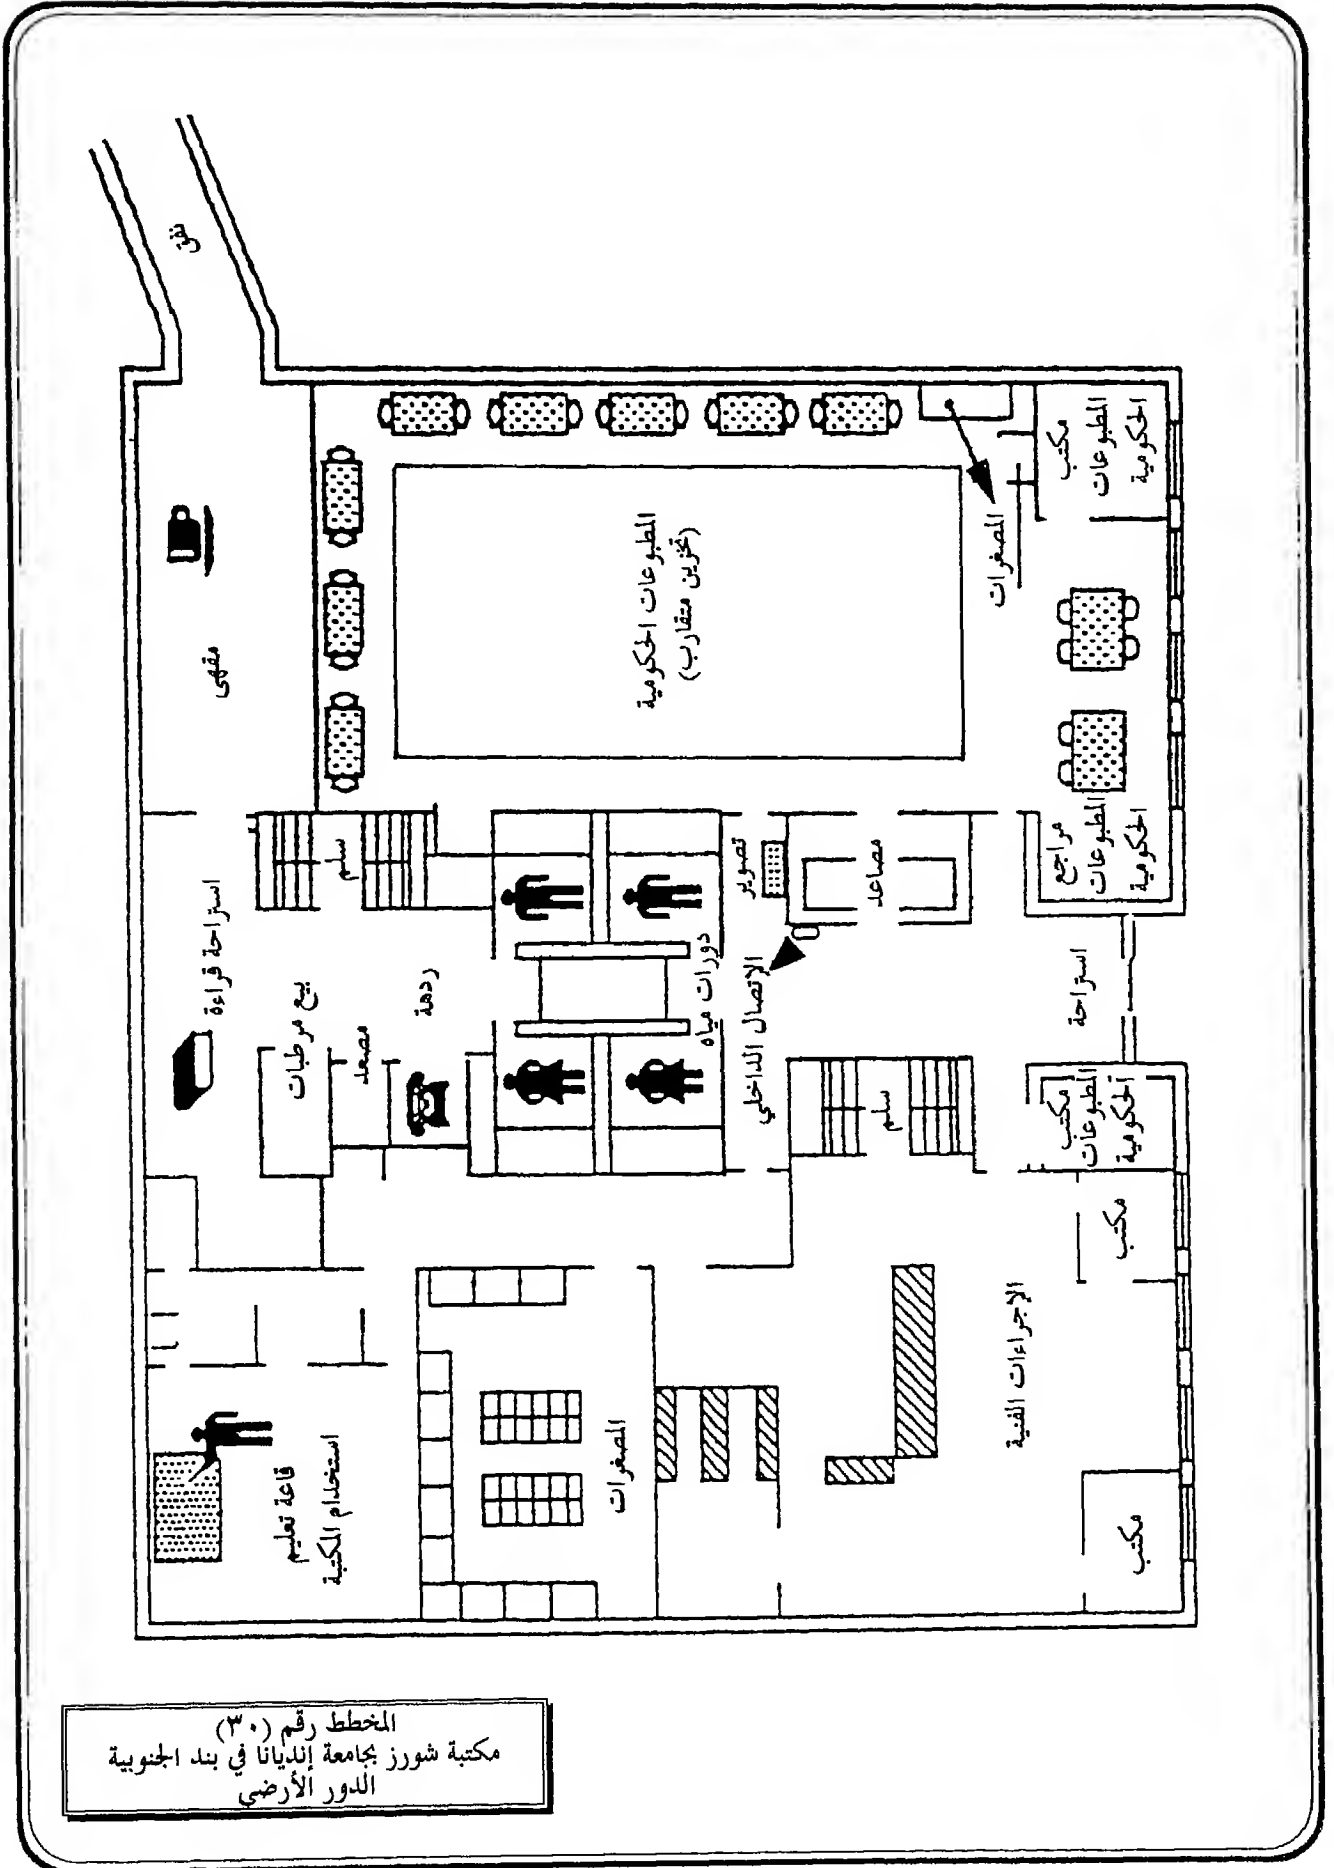 نفق
مقهى
المطبوعات الحكومية
(تخزين متقارب)
المصغرات
مكتب
المطبوعات
الحكومية
مراجع
المطبوعات
الحكومية
سلم
تصوير
مصاعد
استراحة قراءة
بيع مرطبات
مصعد
ردهة
دورات مياه
الاتصال الداخلي
استراحة
سلم
مكتب
المطبوعات
الحكومية
مكتب
قاعة تعليم
استخدام المكتبة
المصغرات
الإجراءات الفنية
مكتب
المخطط رقم (٣٠)
مكتبة شورز بجامعة إنديانا في بند الجنوبية
الدور الأرضي